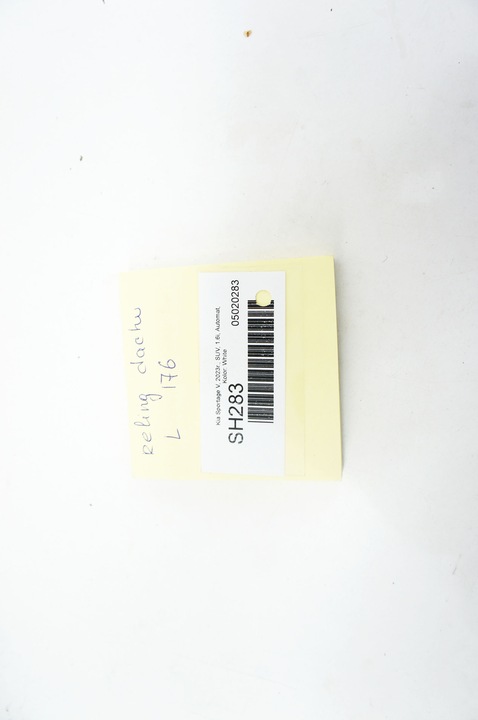 reling dachu
L 176
Kia Sportage V, 2023r., SUV, 1.6i, Automat,
Kolor: White
SH283
05020283